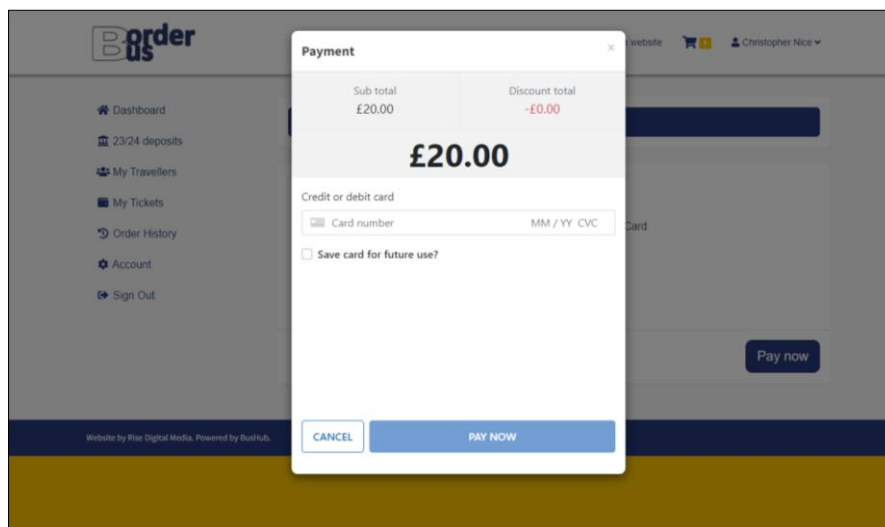 Border
Bus
website
1
Christopher Nice
Dashboard
23/24 deposits
My Travellers
My Tickets
Order History
Account
Sign Out
Payment
×
Sub total
Discount total
£20.00
-£0.00
£20.00
Credit or debit card
Card number MM / YY CVC
Save card for future use?
Card
Pay now
CANCEL
PAY NOW
Website by Rise Digital Media. Powered by BusHub.